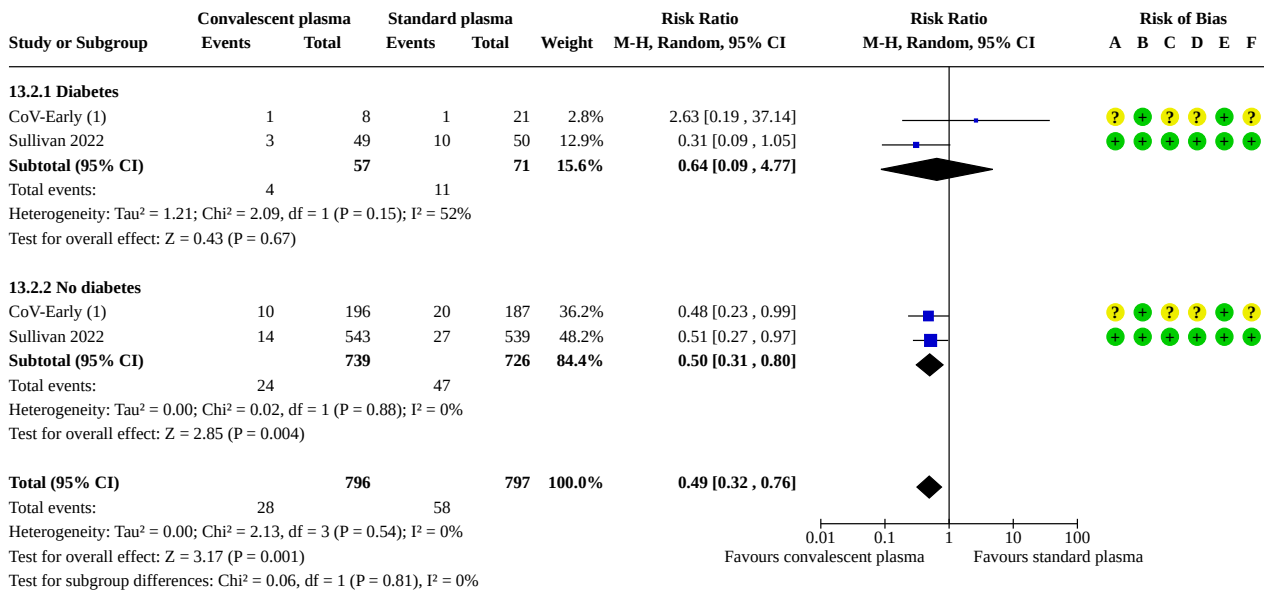 Convalescent plasma Standard plasma Risk Ratio Risk Ratio Risk of Bias
Study or Subgroup Events Total Events Total Weight M-H, Random, 95% CI M-H, Random, 95% CI A B C D E F
13.2.1 Diabetes
CoV-Early (1) 1 8 1 21 2.8% 2.63 [0.19 , 37.14] ? + ? ? + ?
Sullivan 2022 3 49 10 50 12.9% 0.31 [0.09 , 1.05] + + + + + +
Subtotal (95% CI) 57 71 15.6% 0.64 [0.09 , 4.77]
Total events: 4 11
Heterogeneity: Tau² = 1.21; Chi² = 2.09, df = 1 (P = 0.15); I² = 52%
Test for overall effect: Z = 0.43 (P = 0.67)
13.2.2 No diabetes
CoV-Early (1) 10 196 20 187 36.2% 0.48 [0.23 , 0.99] ? + ? ? + ?
Sullivan 2022 14 543 27 539 48.2% 0.51 [0.27 , 0.97] + + + + + +
Subtotal (95% CI) 739 726 84.4% 0.50 [0.31 , 0.80]
Total events: 24 47
Heterogeneity: Tau² = 0.00; Chi² = 0.02, df = 1 (P = 0.88); I² = 0%
Test for overall effect: Z = 2.85 (P = 0.004)
Total (95% CI) 796 797 100.0% 0.49 [0.32 , 0.76]
Total events: 28 58
Heterogeneity: Tau² = 0.00; Chi² = 2.13, df = 3 (P = 0.54); I² = 0%
0.01 0.1 1 10 100
Test for overall effect: Z = 3.17 (P = 0.001)
Favours convalescent plasma Favours standard plasma
Test for subgroup differences: Chi² = 0.06, df = 1 (P = 0.81), I² = 0%